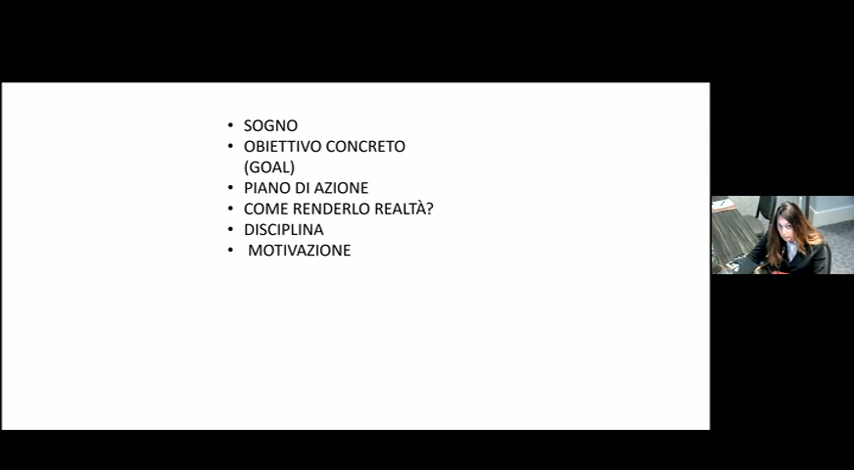 • SOGNO
• OBIETTIVO CONCRETO
(GOAL)
• PIANO DI AZIONE
• COME RENDERLO REALTÀ?
• DISCIPLINA
• MOTIVAZIONE